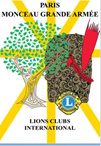 PARIS
MONCEAU GRANDE ARMÉE
L
LIONS CLUBS
INTERNATIONAL